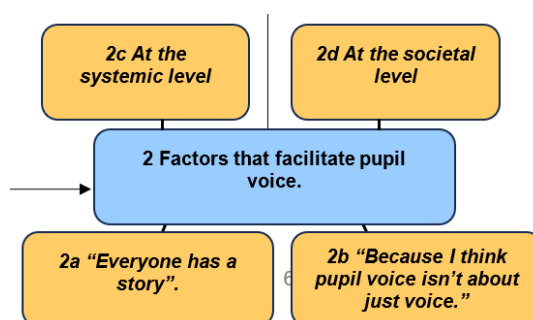 2c At the
systemic level
2d At the societal
level
2 Factors that facilitate pupil
voice.
2a “Everyone has a
story”.
2b “Because I think
pupil voice isn’t about
just voice.”
6